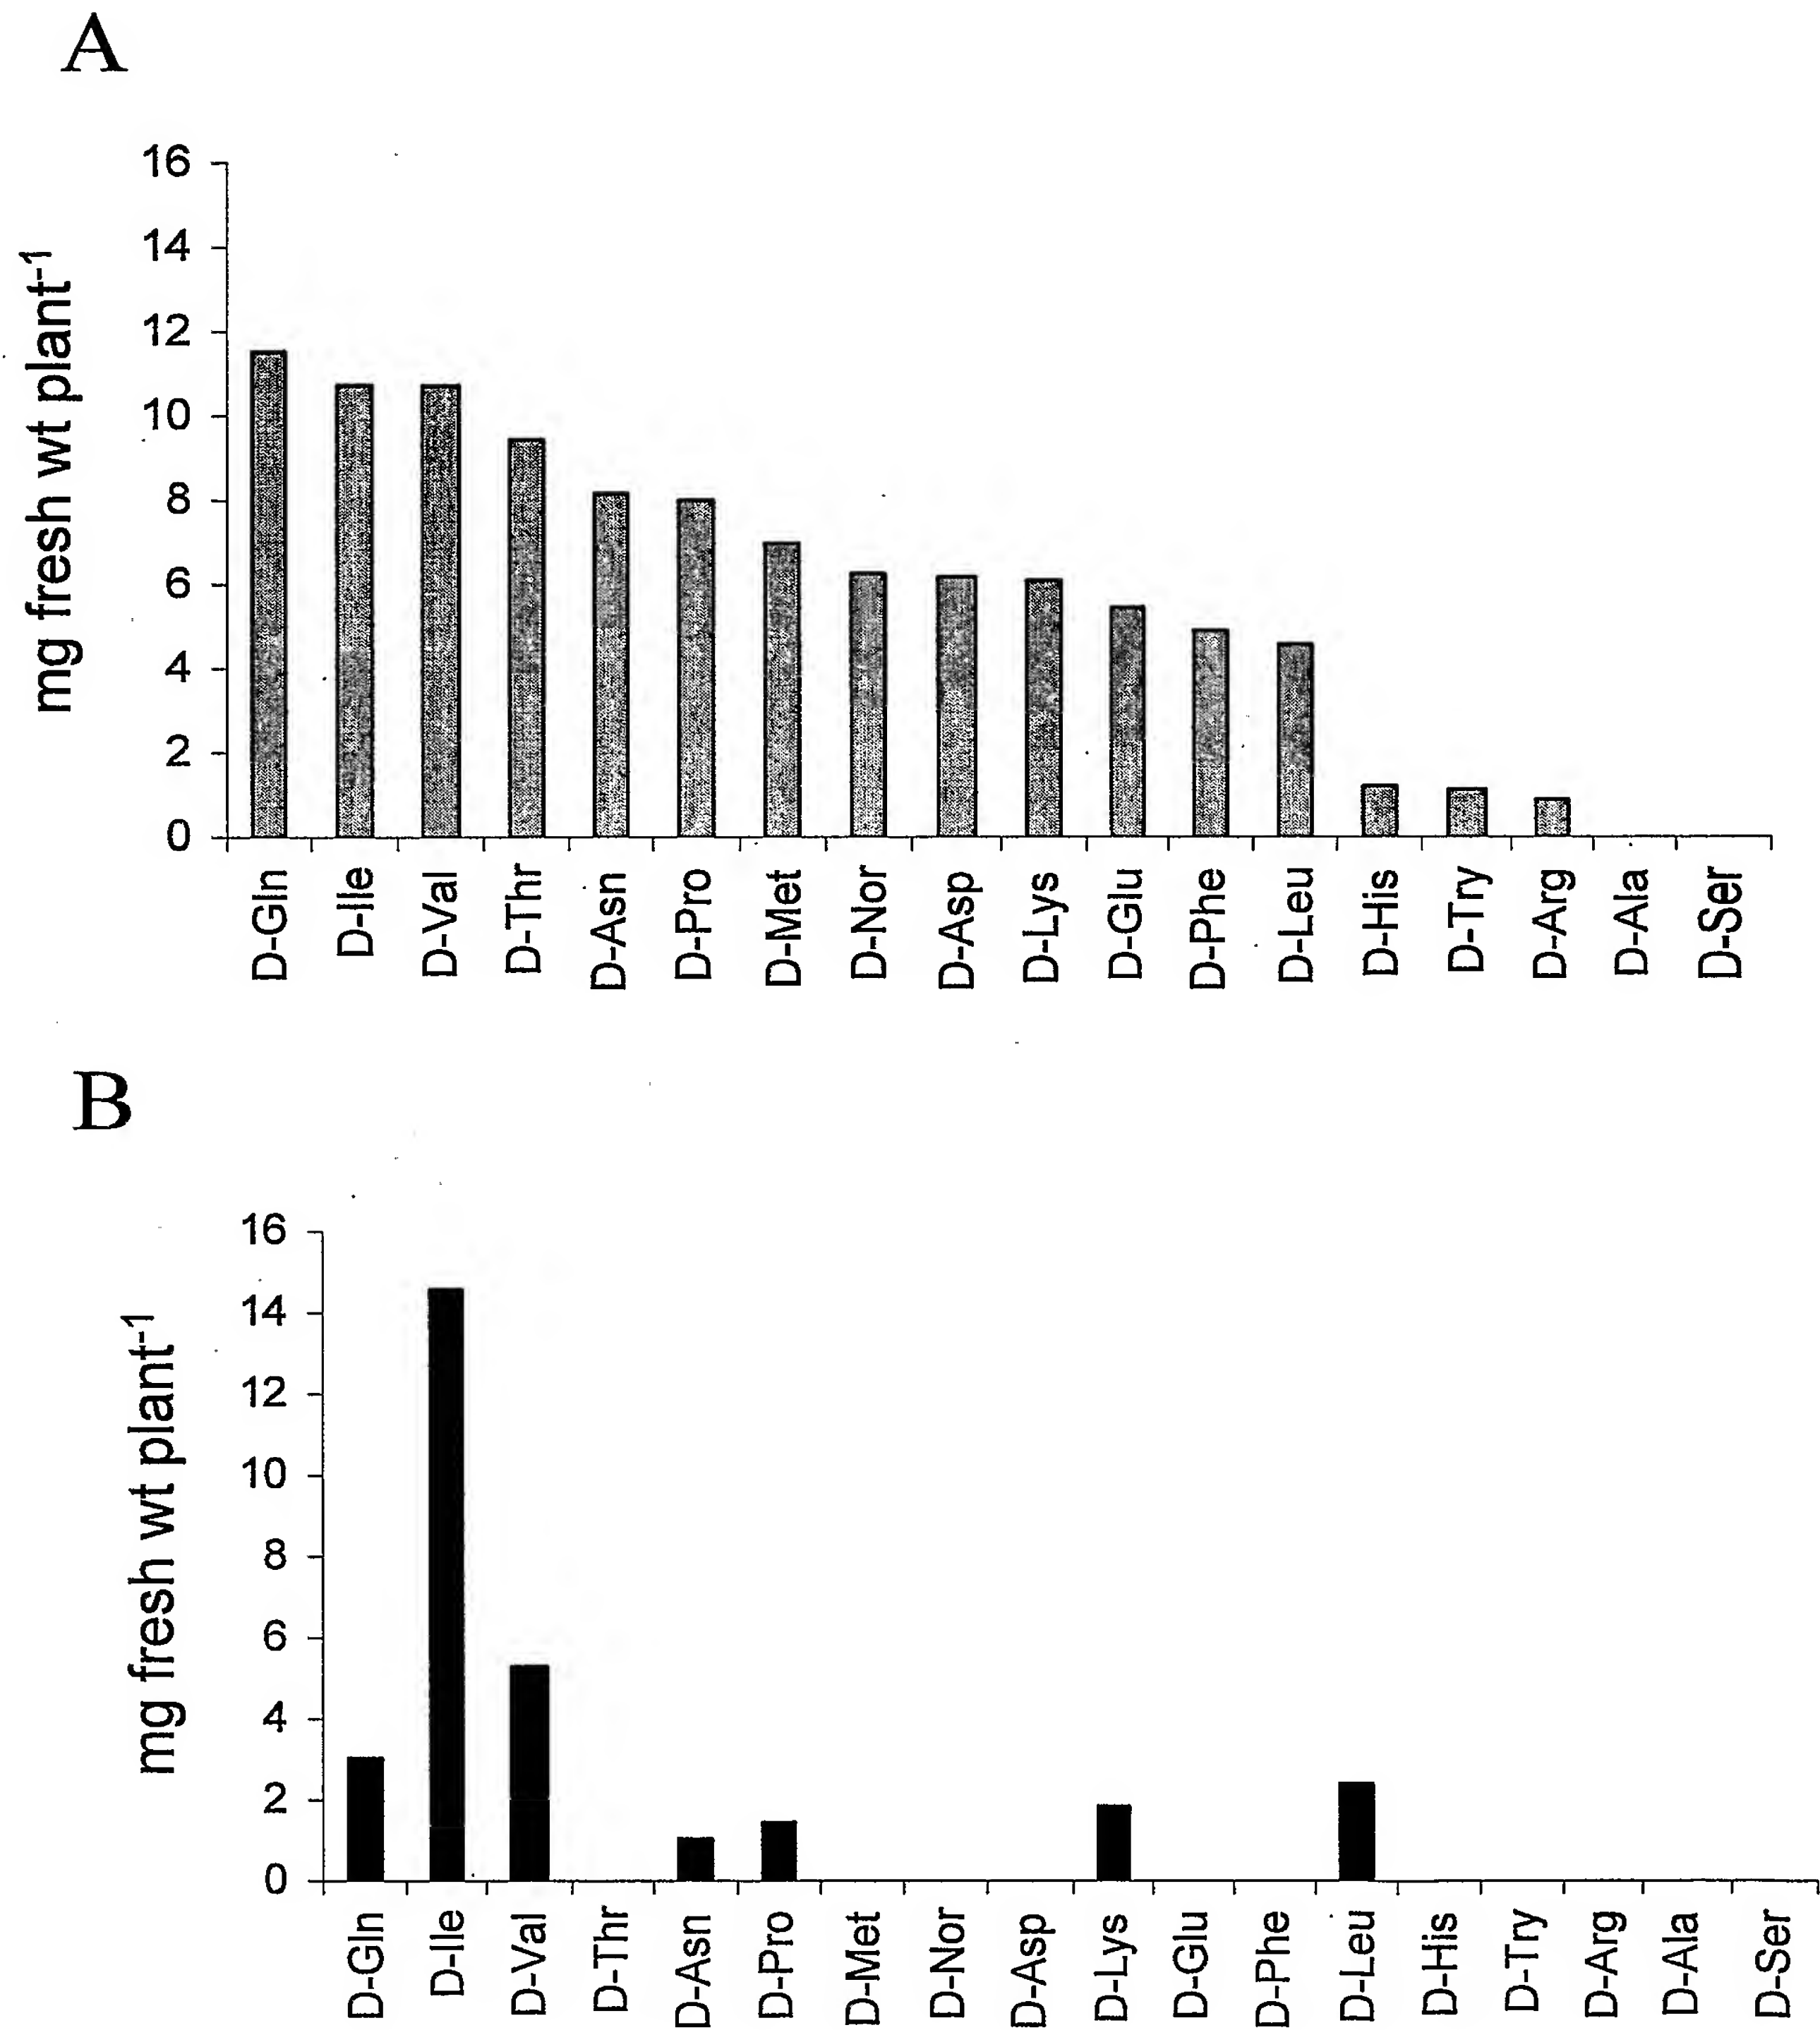 A
16
14
12
10
8
6
4
2
0
mg fresh wt plant-1
D-Gln
D-Ile
D-Val
D-Thr
D-Asn
D-Pro
D-Met
D-Nor
D-Asp
D-Lys
D-Glu
D-Phe
D-Leu
D-His
D-Try
D-Arg
D-Ala
D-Ser
B
16
14
12
10
8
6
4
2
0
mg fresh wt plant-1
D-Gln
D-Ile
D-Val
D-Thr
D-Asn
D-Pro
D-Met
D-Nor
D-Asp
D-Lys
D-Glu
D-Phe
D-Leu
D-His
D-Try
D-Arg
D-Ala
D-Ser